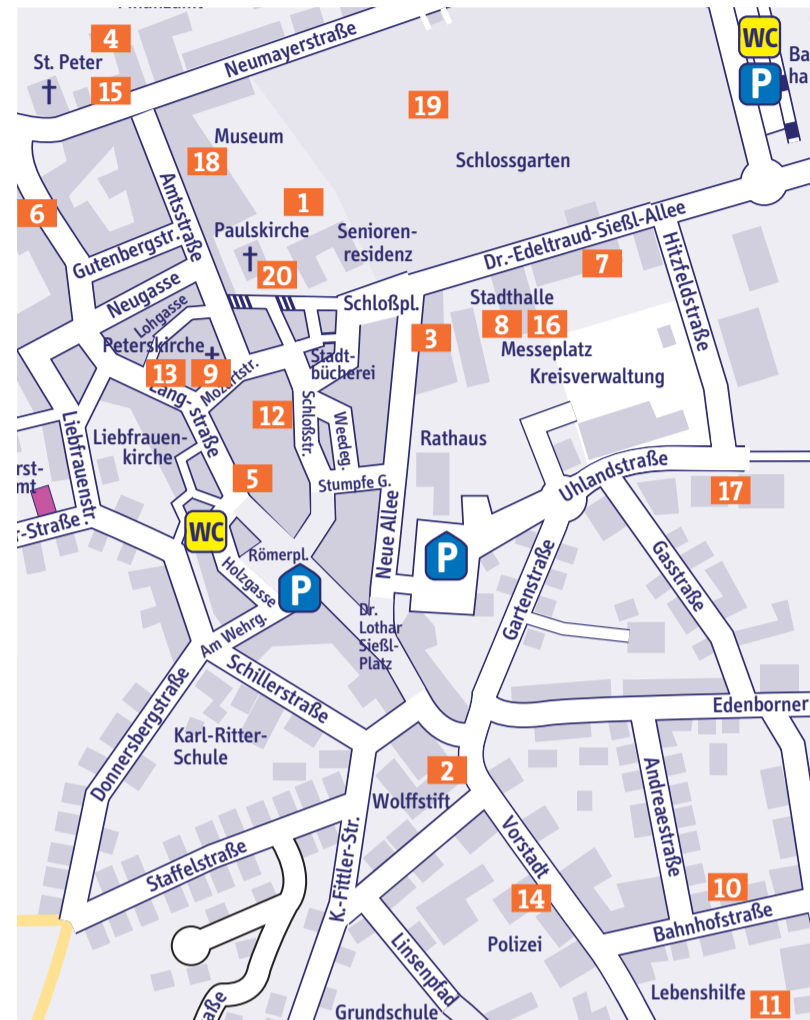 4
St. Peter
15
Neumayerstraße
WC
P
19
Museum
18
Schlossgarten
Amtsstraße
6
1
Paulskirche
Senioren-
residenz
20
Gutenbergstr.
Dr.-Edeltraud-Sießl-Allee
7
Hitzfeldstraße
Neugasse
Lohgasse
Schloßpl.
Stadthalle
8
16
3
Messeplatz
Peterskirche
13
9
Mozartstr.
Stadt-
bücherei
Kreisverwaltung
Lang- straße
12
Schloßstr.
Weedeg.
Liebfrauenstr.
Liebfrauen-
kirche
Rathaus
5
Stumpfe G.
Uhlandstraße
17
r-Straße
WC
Römerpl.
Neue Allee
P
P
Holzgasse
Gartenstraße
Gasstraße
Am Wehrg.
Dr.
Lothar
Sießl-
Platz
Schillerstraße
Donnersbergstraße
Edenborner
Karl-Ritter-
Schule
2
Wolffstift
Andreaestraße
Staffelstraße
K.-Fittler-Str.
Vorstadt
14
10
Bahnhofstraße
Polizei
Linsenpfad
Lebenshilfe
11
Grundschule